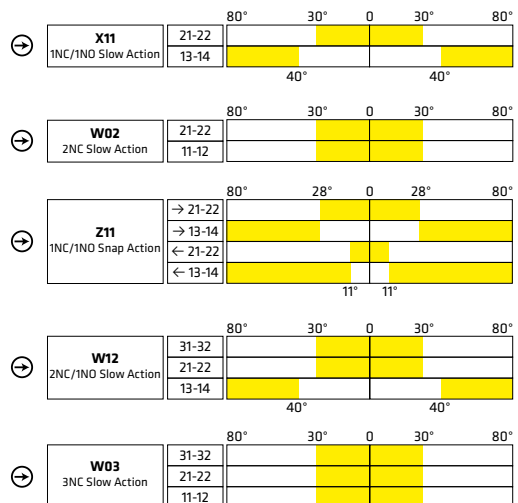 80° 30° 0 30° 80°
X11
1NC/1NO Slow Action
21-22
13-14
40° 40°
80° 30° 0 30° 80°
W02
2NC Slow Action
21-22
11-12
80° 28° 0 28° 80°
Z11
1NC/1NO Snap Action
→ 21-22
→ 13-14
← 21-22
← 13-14
11° 11°
80° 30° 0 30° 80°
W12
2NC/1NO Slow Action
31-32
21-22
13-14
40° 40°
80° 30° 0 30° 80°
W03
3NC Slow Action
31-32
21-22
11-12